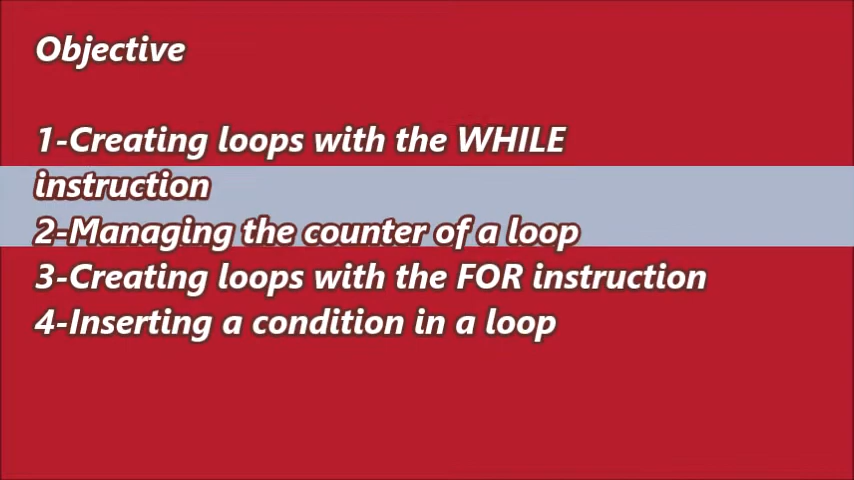 Objective
1-Creating loops with the WHILE
instruction
2-Managing the counter of a loop
3-Creating loops with the FOR instruction
4-Inserting a condition in a loop